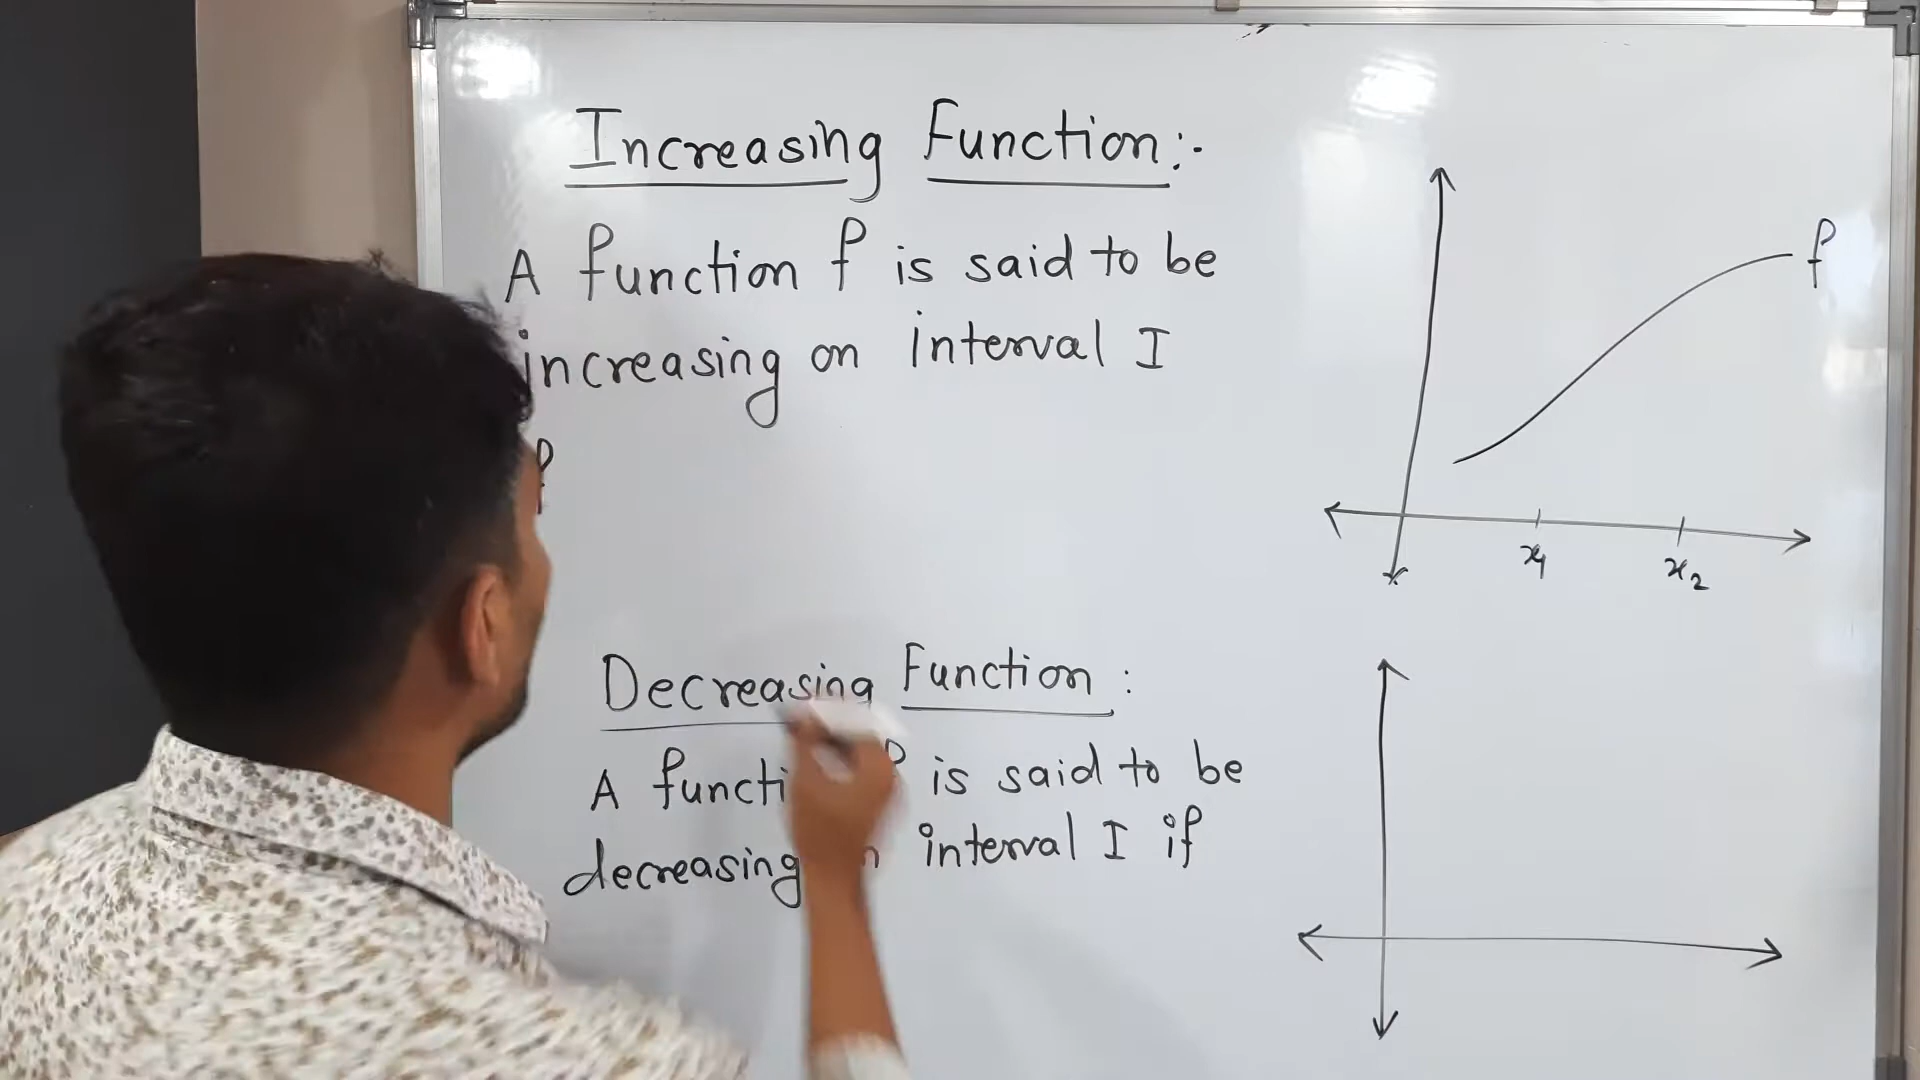 Increasing Function:-
A function f is said to be
increasing on interval I
f
f
x1
x2
Decreasing Function :
A is said to be
decreasing interval I if